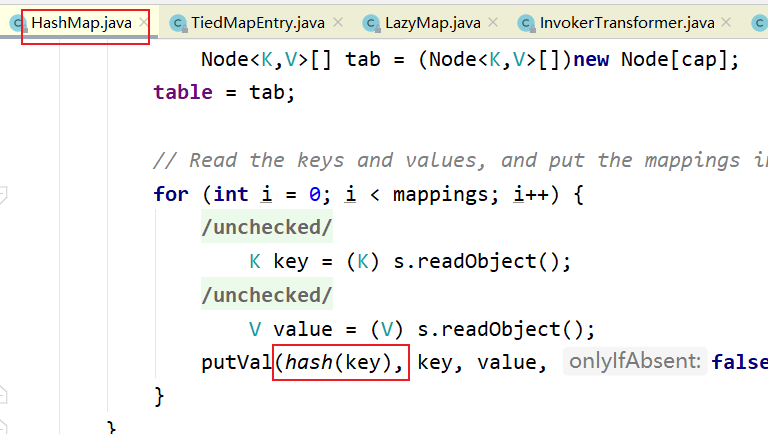 HashMap.java TiedMapEntry.java LazyMap.java InvokerTransformer.java
Node<K,V>[] tab = (Node<K,V>[])new Node[cap];
table = tab;
// Read the keys and values, and put the mappings in
for (int i = 0; i < mappings; i++) {
/unchecked/
K key = (K) s.readObject();
/unchecked/
V value = (V) s.readObject();
putVal(hash(key), key, value, onlyIfAbsent: false
}
}